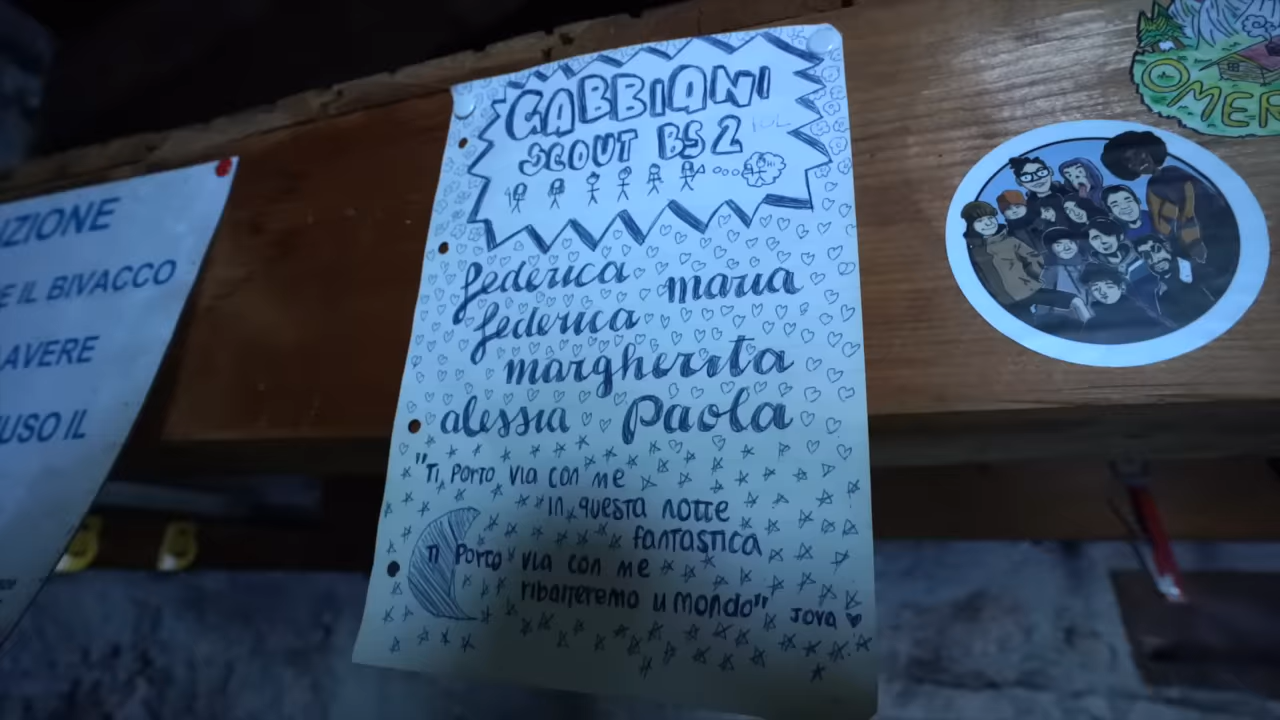 GABBIANI
SCOUT BS 2
federica maria
federica
margherita
alessia Paola
"Ti porto via con me
in questa notte
fantastica
Ti porto via con me
ribalteremo il mondo" Jova
IZIONE
E IL BIVACCO
AVERE
USO IL
OMER